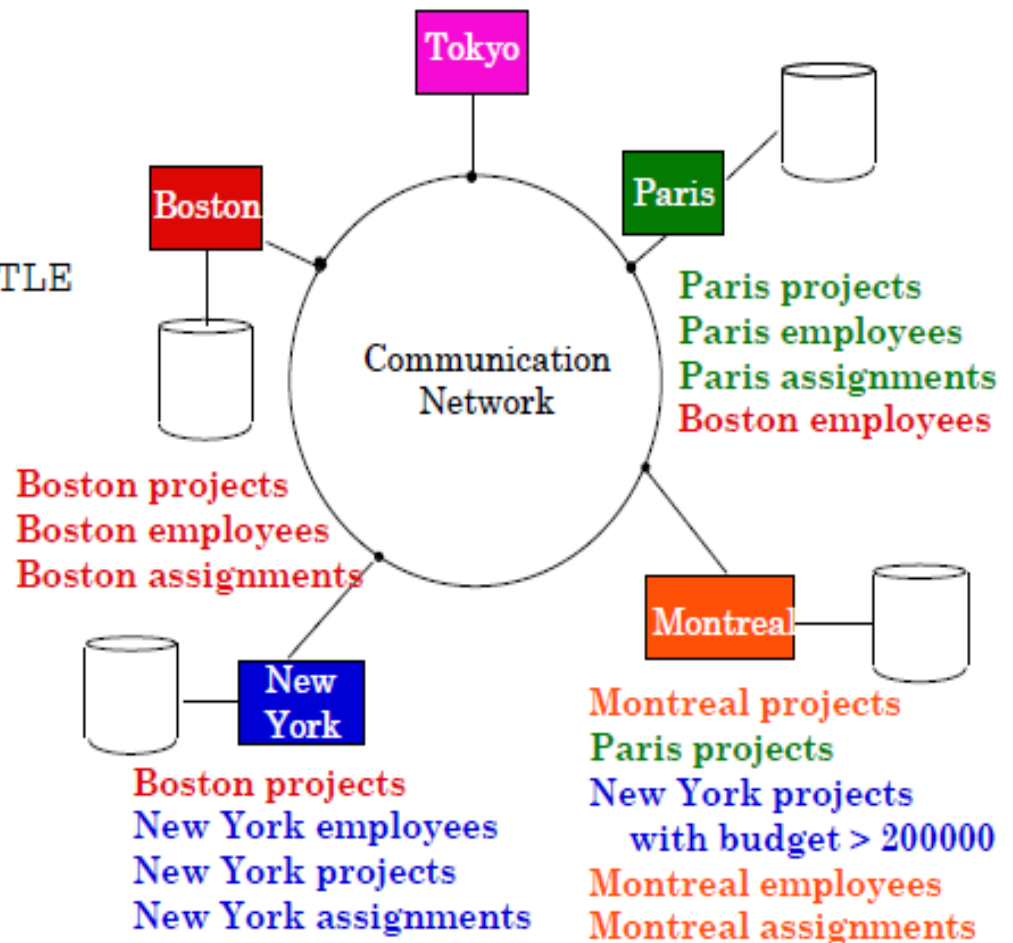 Tokyo
Paris
Boston
TLE
Communication
Network
Paris projects
Paris employees
Paris assignments
Boston employees
Boston projects
Boston employees
Boston assignments
Montreal
New
York
Montreal projects
Paris projects
New York projects
with budget > 200000
Montreal employees
Montreal assignments
Boston projects
New York employees
New York projects
New York assignments